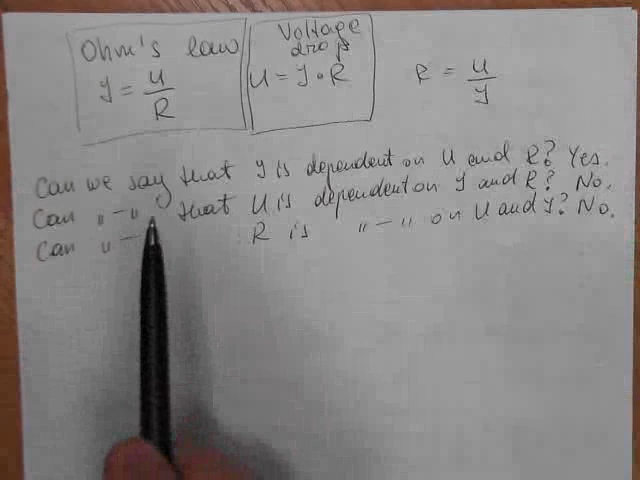 Ohm's law
I = U / R
Voltage drops
U = I • R
R = U / I
Can we say that I is dependent on U and R? Yes.
Can "—" that U is dependent on I and R? No.
Can "— R is "—" on U and I? No.